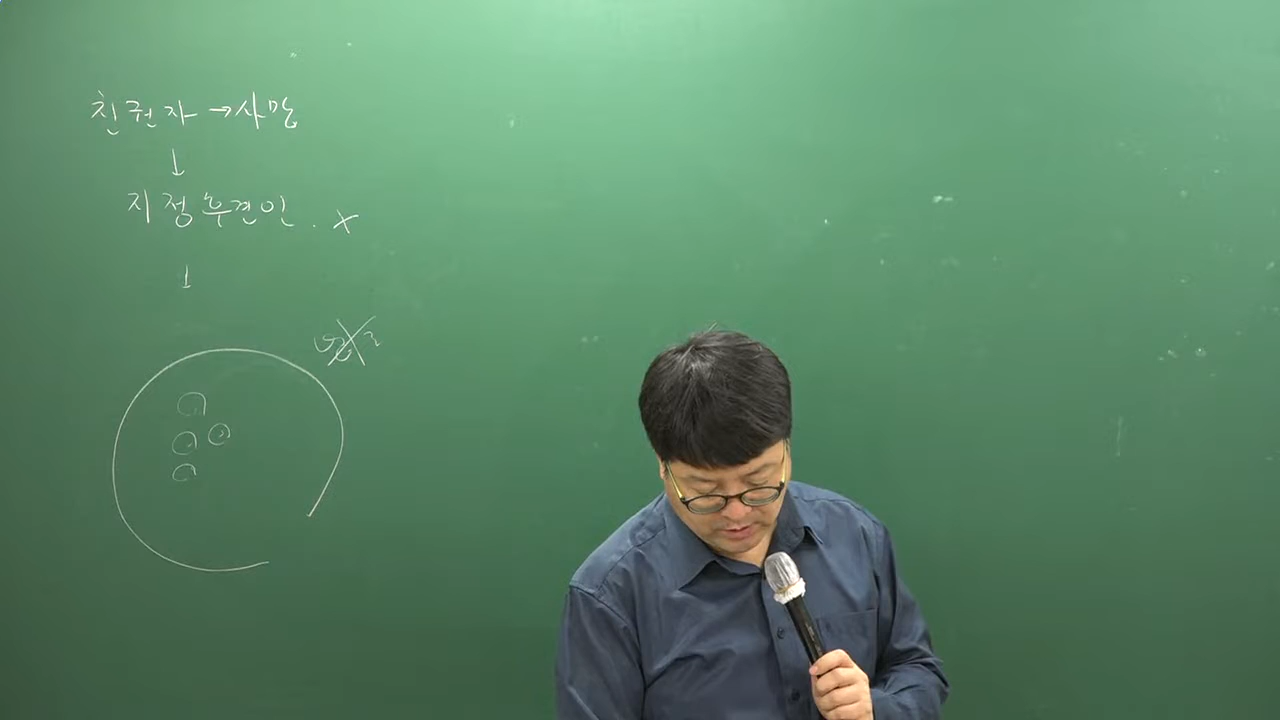 친권자 → 사망
↓
지정후견인 . x
↓